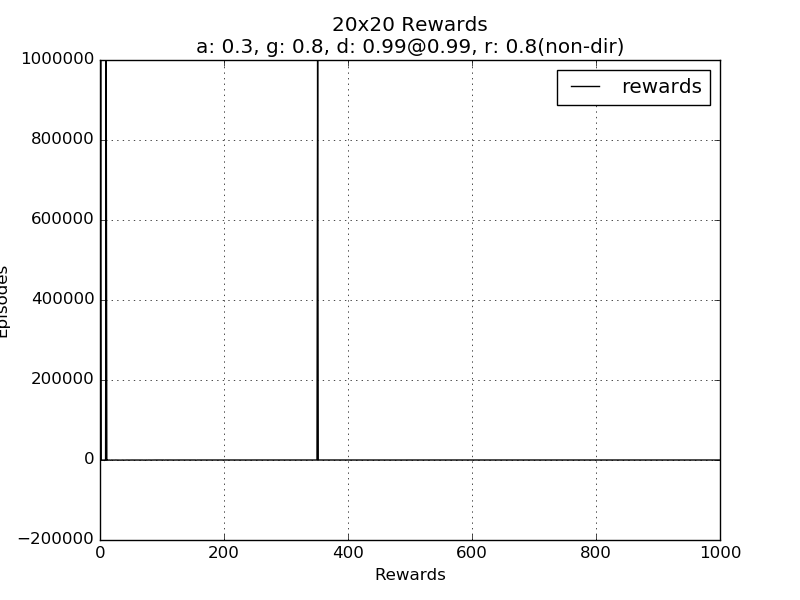 20x20 Rewards
a: 0.3, g: 0.8, d: 0.99@0.99, r: 0.8(non-dir)
1000000
rewards
800000
600000
400000
Episodes
200000
0
−200000
0 200 400 600 800 1000
Rewards